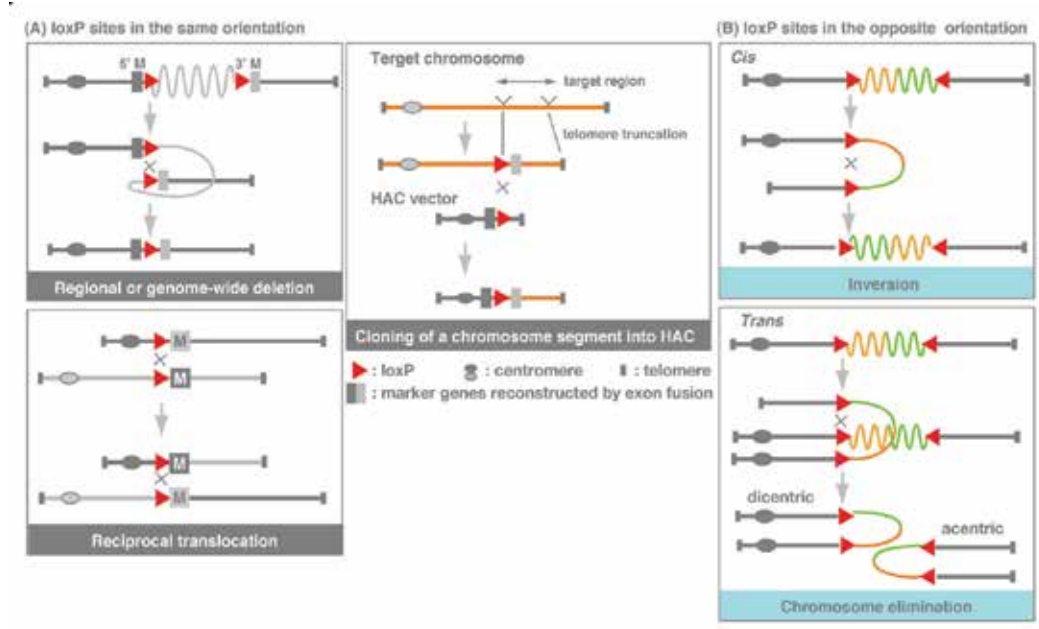 (A) loxP sites in the same orientation
5' M 3' M
Regional or genome-wide deletion
M
M
M
M
Reciprocal translocation
Target chromosome
target region
telomere truncation
HAC vector
Cloning of a chromosome segment into HAC
: loxP : centromere : telomere
: marker genes reconstructed by exon fusion
(B) loxP sites in the opposite orientation
Cis
Inversion
Trans
dicentric
acentric
Chromosome elimination